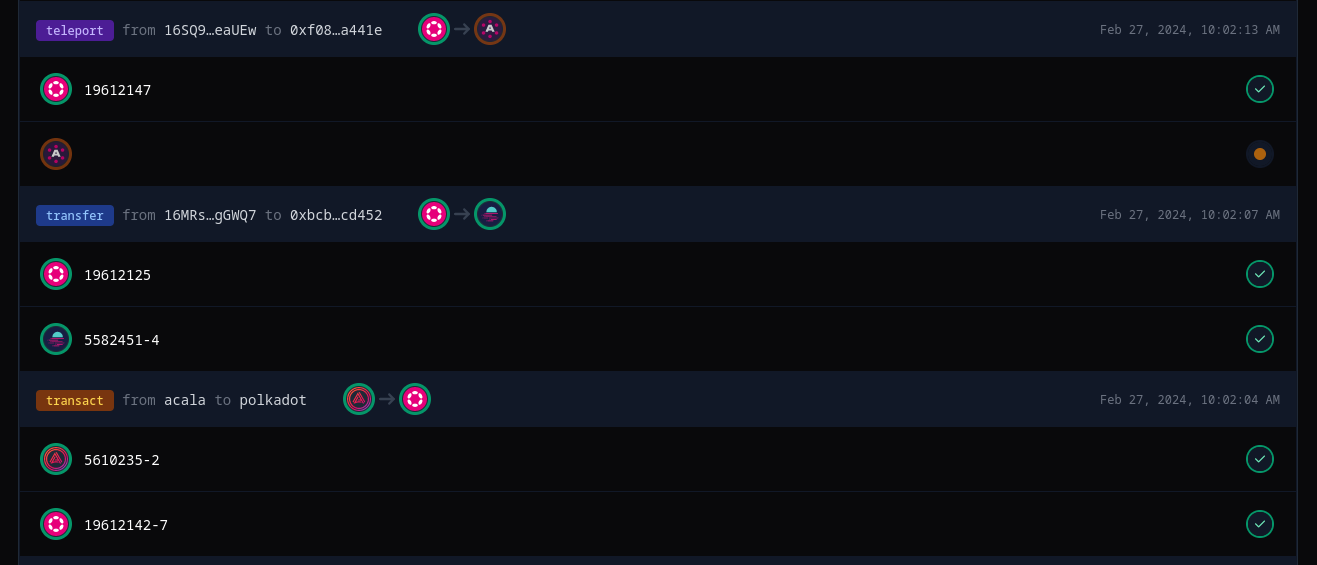 teleport from 16SQ9…eaUEw to 0xf08…a441e Feb 27, 2024, 10:02:13 AM
19612147
transfer from 16MRs…gGWQ7 to 0xbcb…cd452 Feb 27, 2024, 10:02:07 AM
19612125
5582451-4
transact from acala to polkadot Feb 27, 2024, 10:02:04 AM
5610235-2
19612142-7